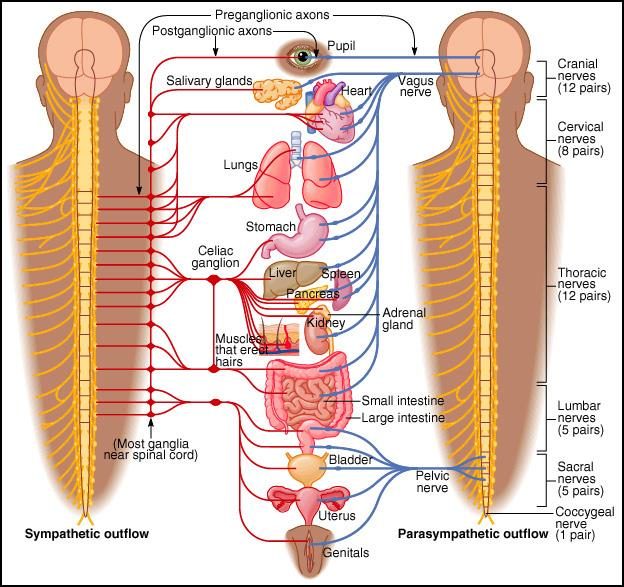 Preganglionic axons
Postganglionic axons
Pupil
Salivary glands
Heart
Vagus
nerve
Cranial
nerves
(12 pairs)
Cervical
nerves
(8 pairs)
Lungs
Stomach
Celiac
ganglion
Liver
Spleen
Pancreas
Thoracic
nerves
(12 pairs)
Kidney
Adrenal
gland
Muscles
that erect
hairs
Small intestine
Large intestine
Lumbar
nerves
(5 pairs)
(Most ganglia
near spinal cord)
Bladder
Pelvic
nerve
Sacral
nerves
(5 pairs)
Uterus
Coccygeal
nerve
(1 pair)
Sympathetic outflow
Parasympathetic outflow
Genitals